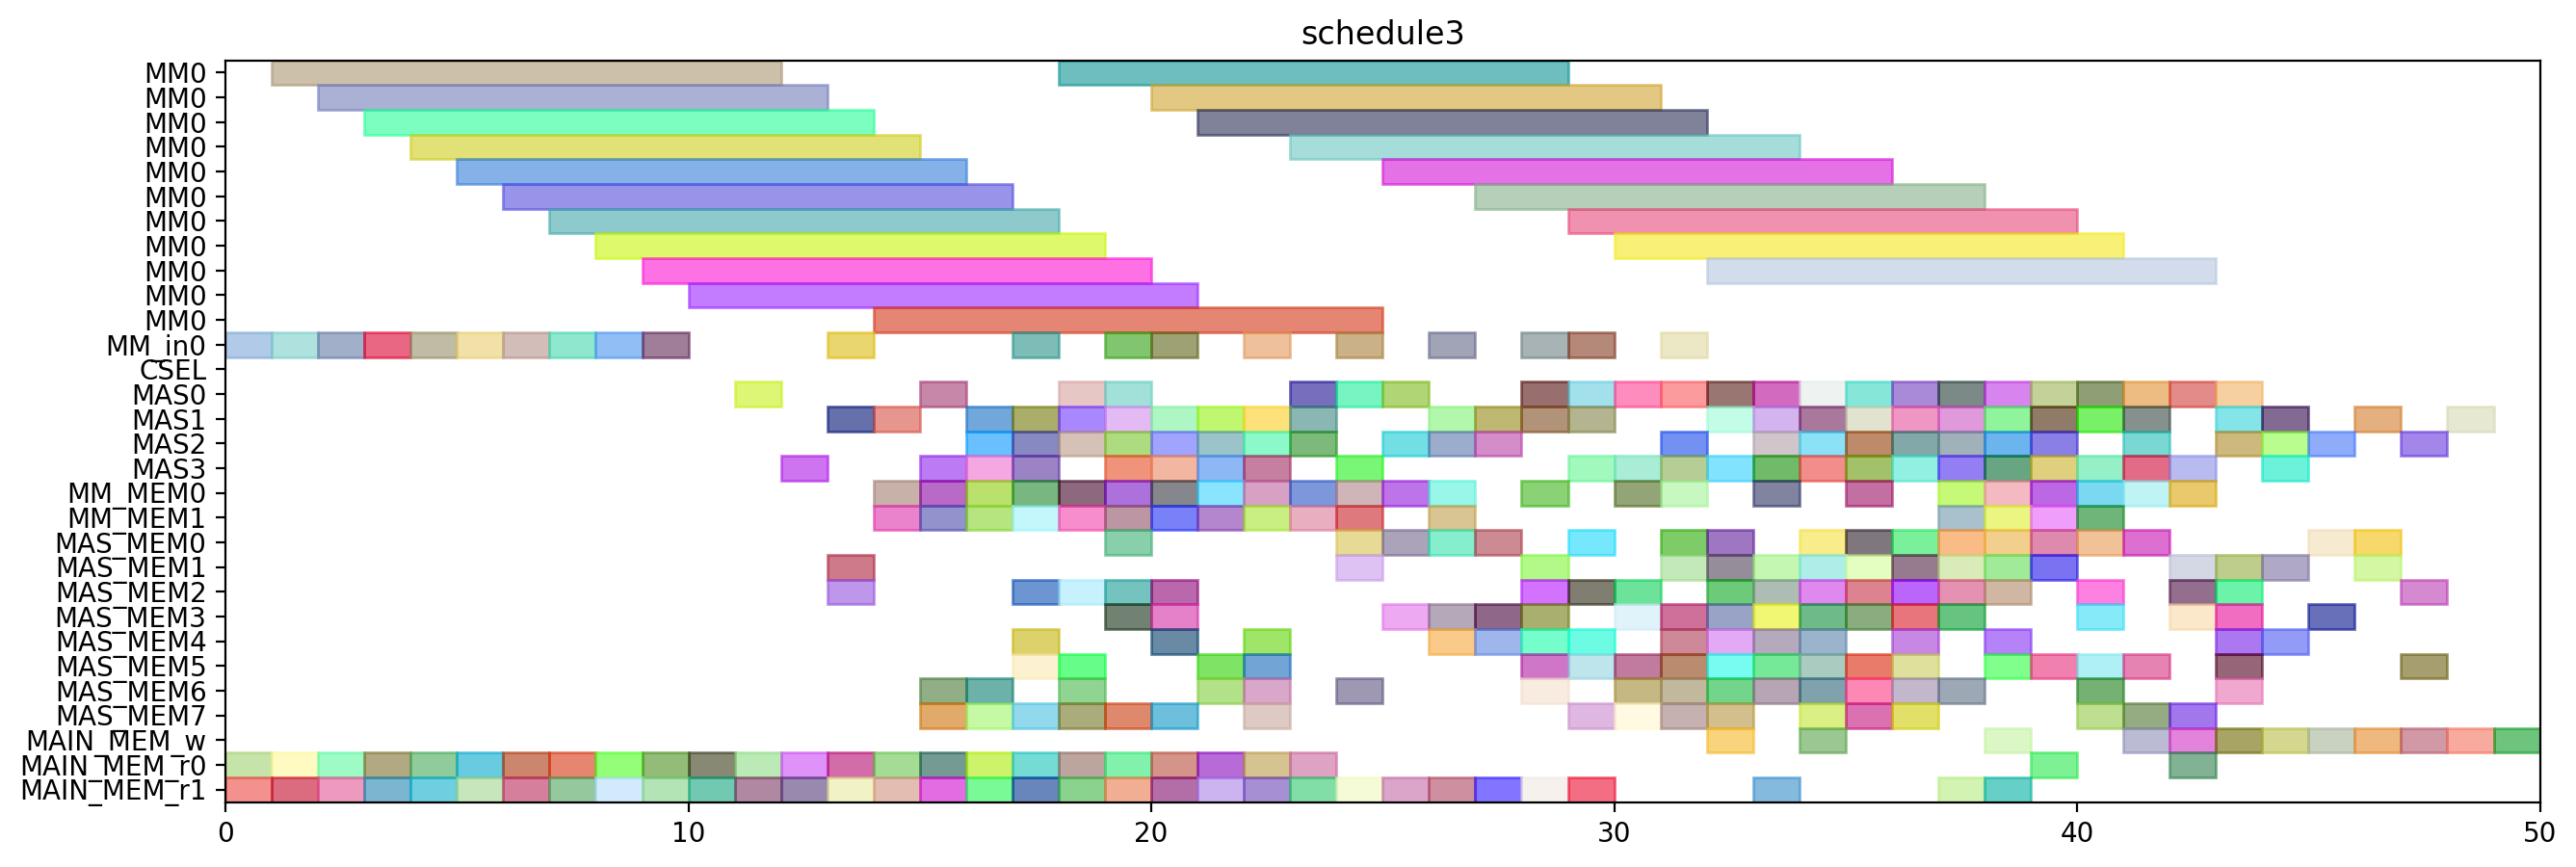 schedule3
MM0
MM0
MM0
MM0
MM0
MM0
MM0
MM0
MM0
MM0
MM0
MM_in0
CSEL
MAS0
MAS1
MAS2
MAS3
MM_MEM0
MM_MEM1
MAS_MEM0
MAS_MEM1
MAS_MEM2
MAS_MEM3
MAS_MEM4
MAS_MEM5
MAS_MEM6
MAS_MEM7
MAIN_MEM_w
MAIN_MEM_r0
MAIN_MEM_r1
0 10 20 30 40 50